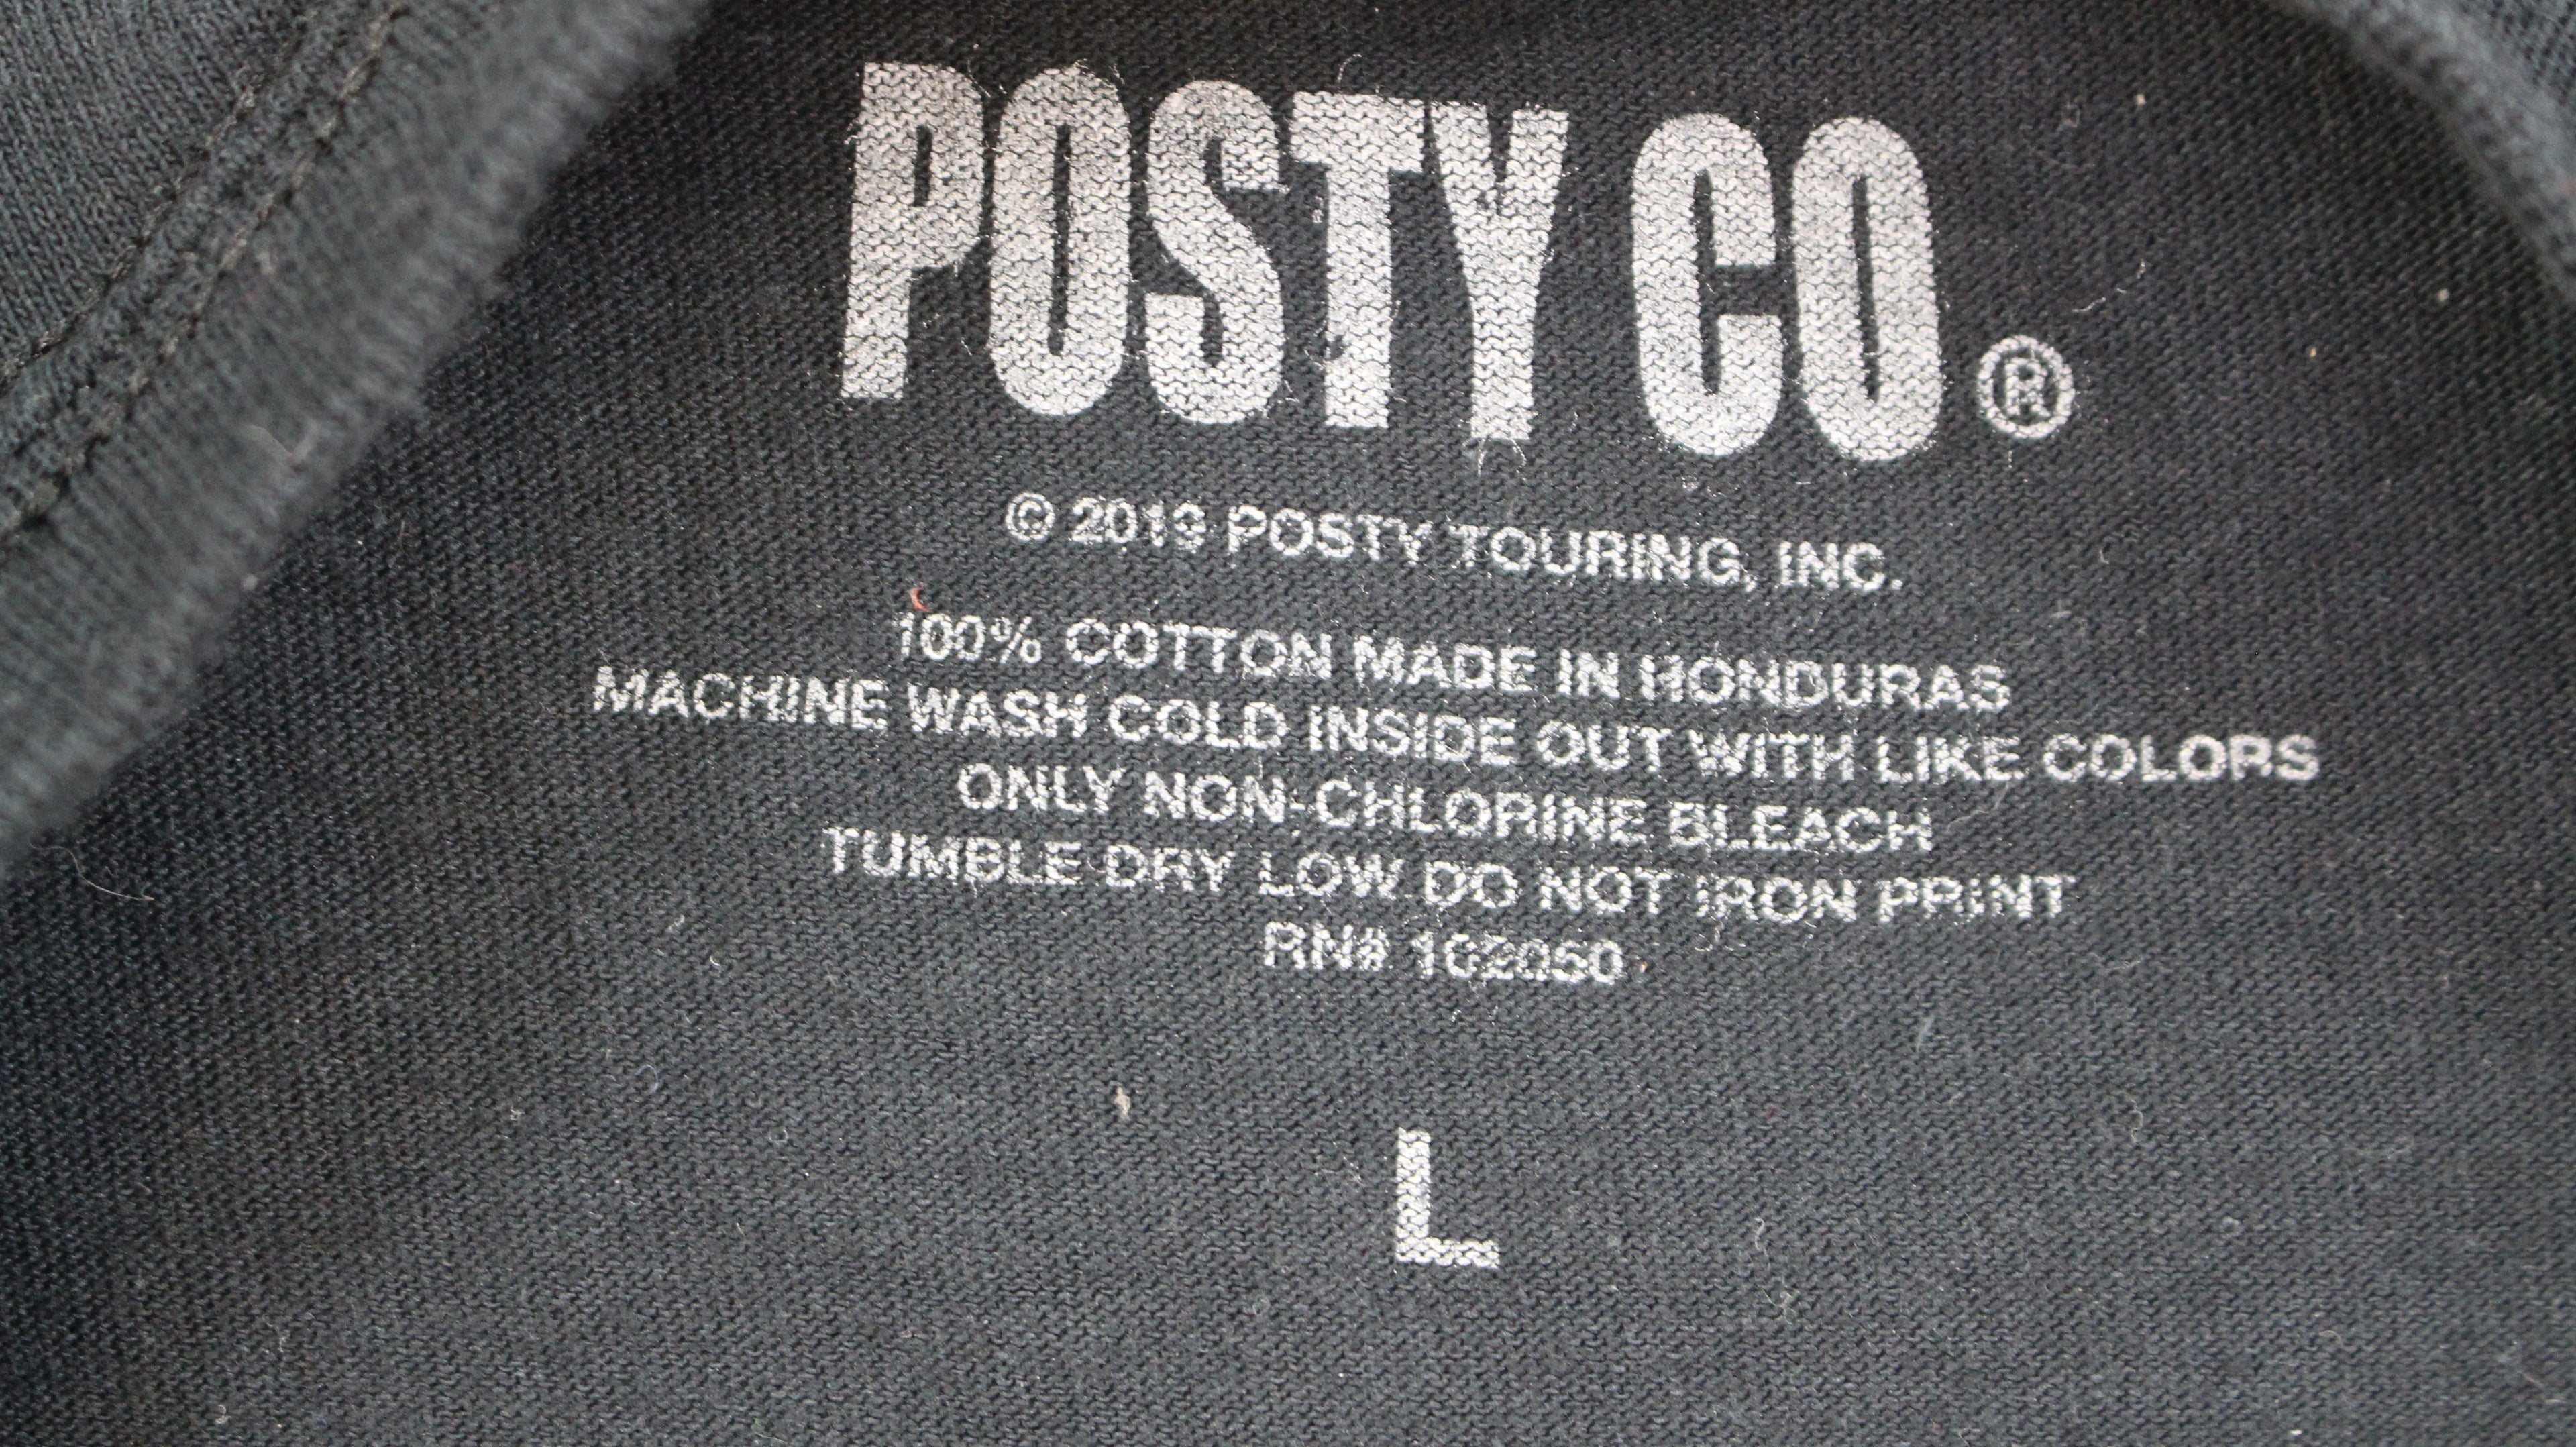 POSTY CO ®
© 2019 POSTY TOURING, INC.
100% COTTON MADE IN HONDURAS
MACHINE WASH COLD INSIDE OUT WITH LIKE COLORS
ONLY NON-CHLORINE BLEACH
TUMBLE DRY LOW DO NOT IRON PRINT
RN# 102050
L